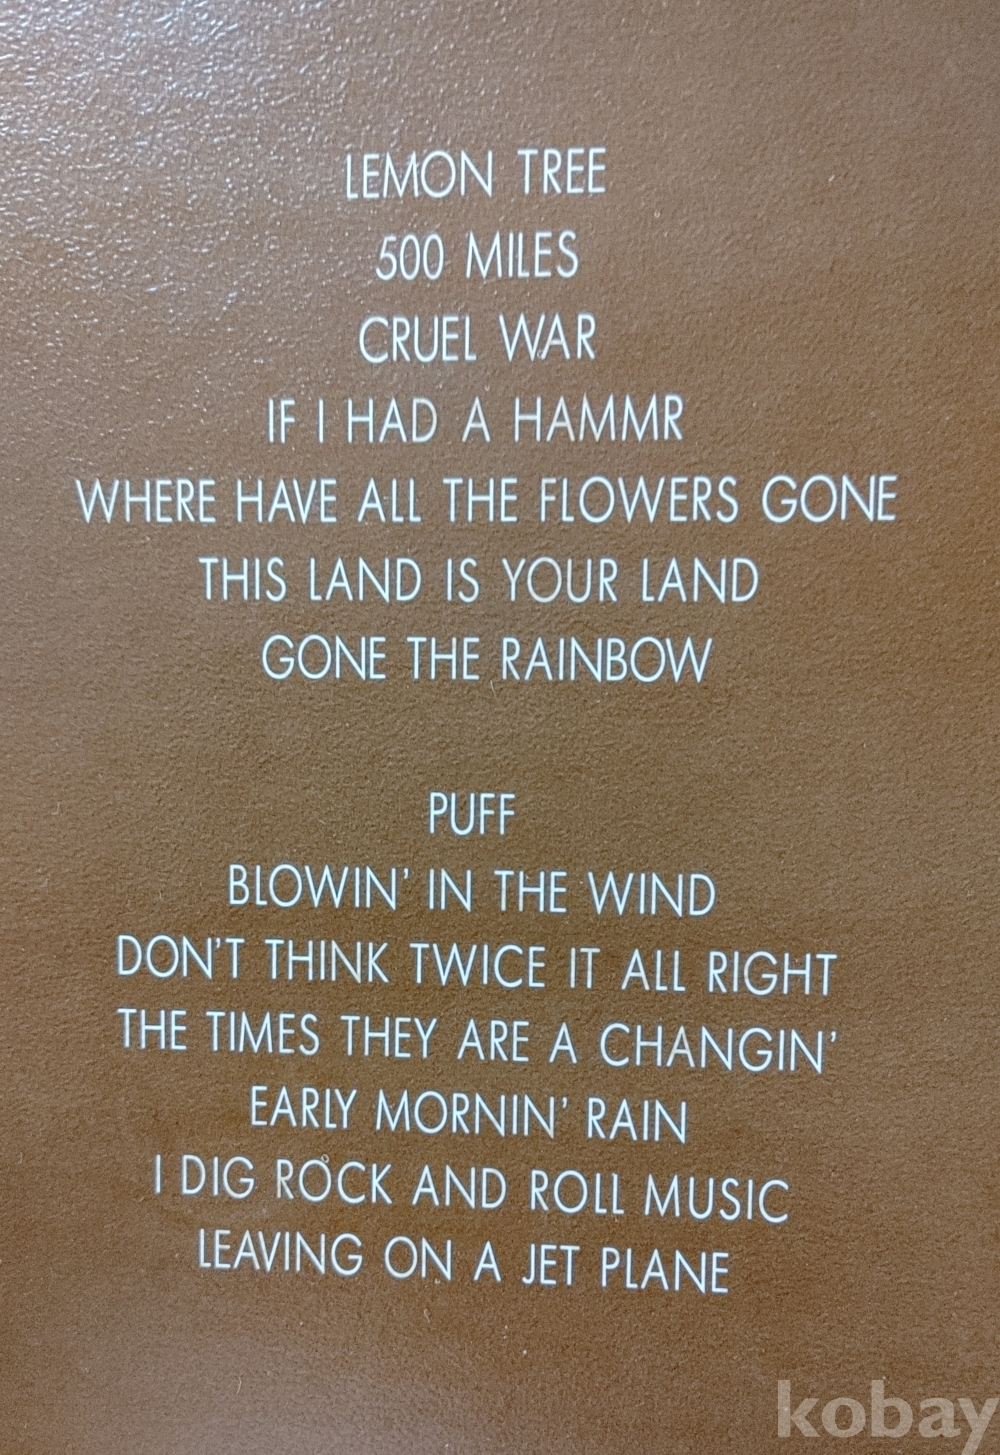 LEMON TREE
500 MILES
CRUEL WAR
IF I HAD A HAMMR
WHERE HAVE ALL THE FLOWERS GONE
THIS LAND IS YOUR LAND
GONE THE RAINBOW
PUFF
BLOWIN' IN THE WIND
DON'T THINK TWICE IT ALL RIGHT
THE TIMES THEY ARE A CHANGIN'
EARLY MORNIN' RAIN
I DIG ROCK AND ROLL MUSIC
LEAVING ON A JET PLANE
kobay